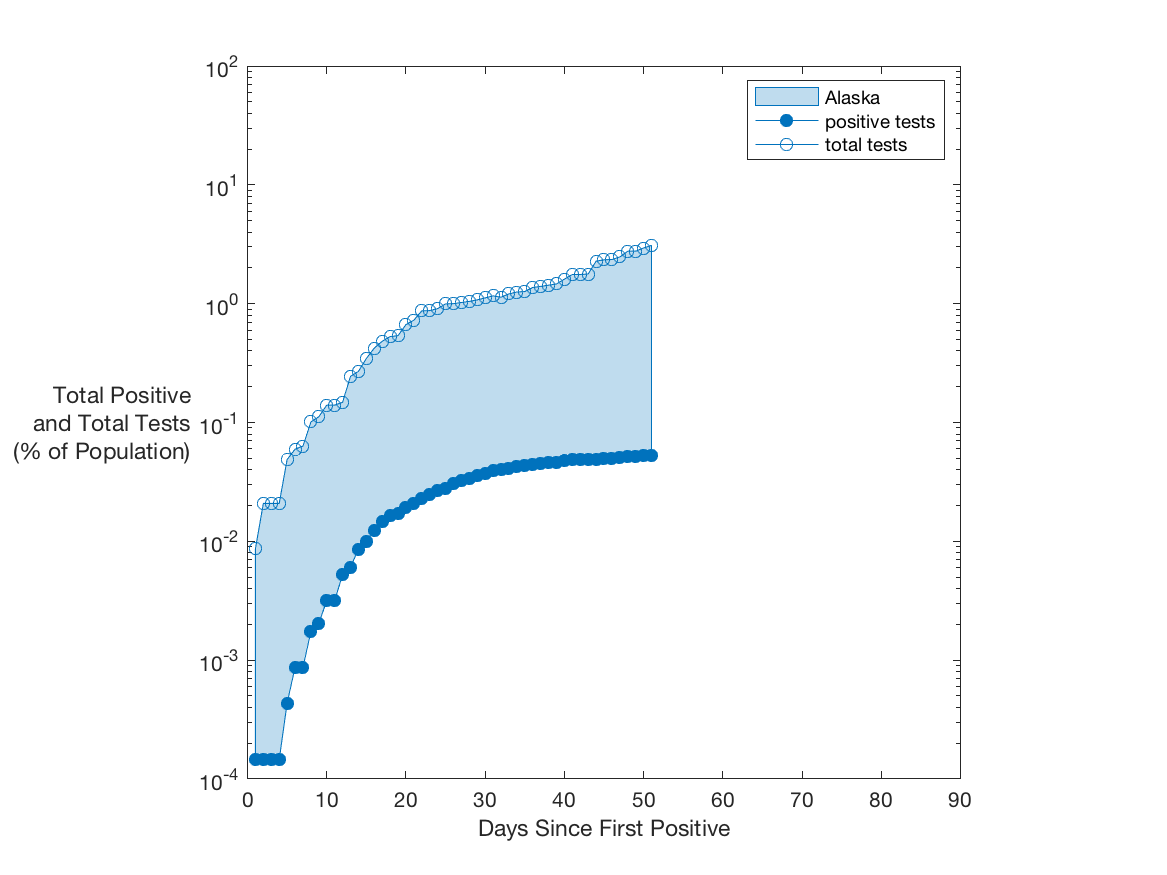 Alaska
positive tests
total tests
10^2
10^1
10^0
10^-1
10^-2
10^-3
10^-4
Total Positive
and Total Tests
(% of Population)
0 10 20 30 40 50 60 70 80 90
Days Since First Positive